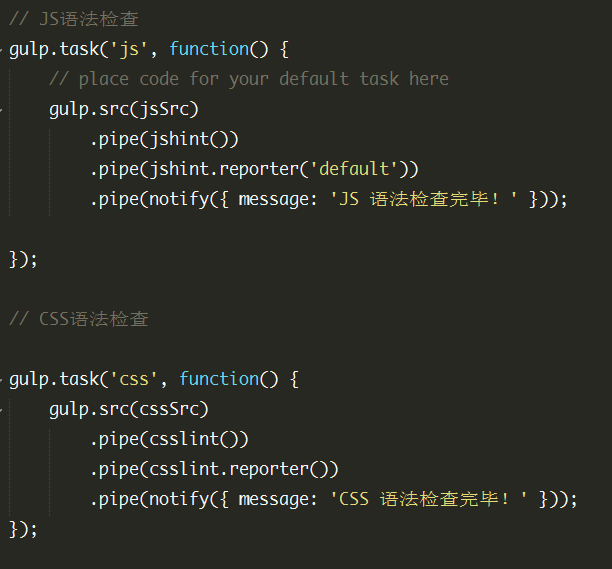 // JS语法检查
gulp.task('js', function() {
    // place code for your default task here
    gulp.src(jsSrc)
        .pipe(jshint())
        .pipe(jshint.reporter('default'))
        .pipe(notify({ message: 'JS 语法检查完毕！' }));
});
// CSS语法检查
gulp.task('css', function() {
    gulp.src(cssSrc)
        .pipe(csslint())
        .pipe(csslint.reporter())
        .pipe(notify({ message: 'CSS 语法检查完毕！' }));
});